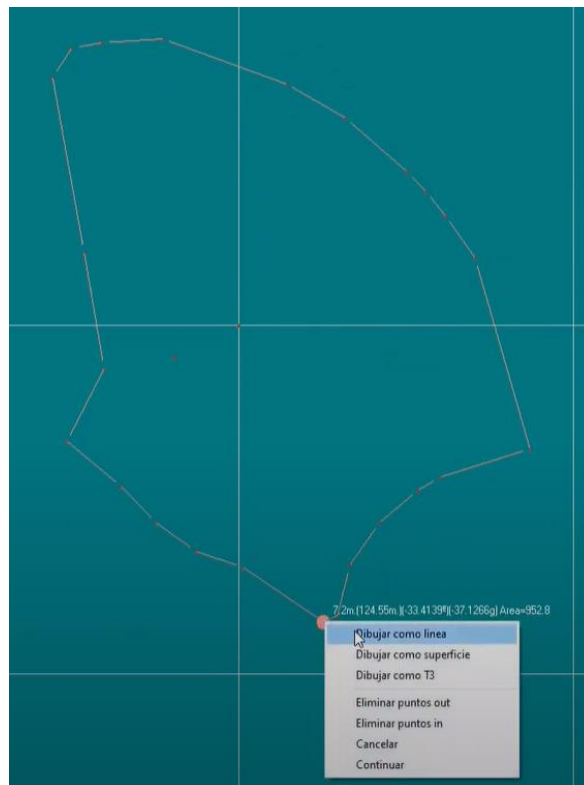 7.2m.(124.55m.)(-33.4139º)(-37.1266g) Area=952.8
Dibujar como linea
Dibujar como superficie
Dibujar como T3
Eliminar puntos out
Eliminar puntos in
Cancelar
Continuar